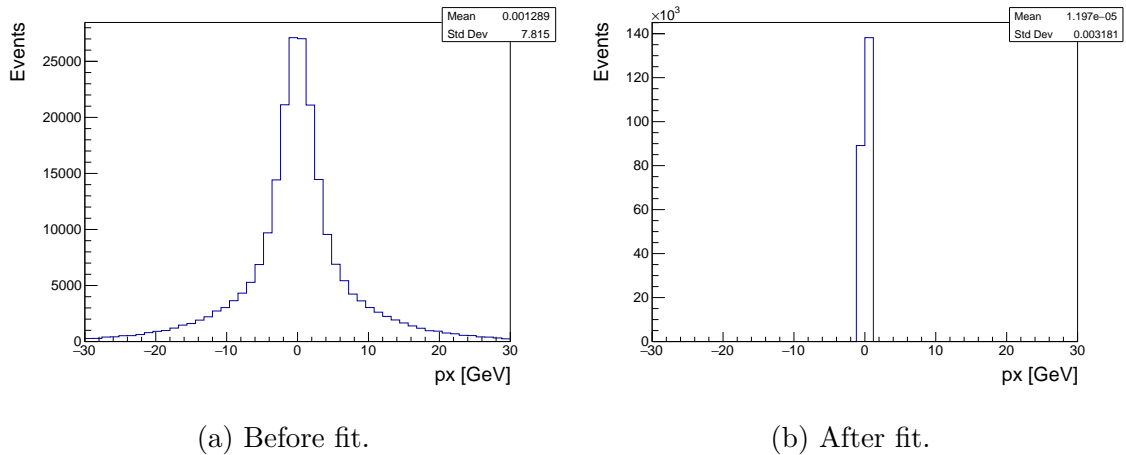 Mean 0.001289
Std Dev 7.815
Events
25000
20000
15000
10000
5000
0
−30 −20 −10 0 10 20 30
px [GeV]
(a) Before fit.
×10³
Mean 1.197e−05
Std Dev 0.003181
Events
140
120
100
80
60
40
20
0
−30 −20 −10 0 10 20 30
px [GeV]
(b) After fit.